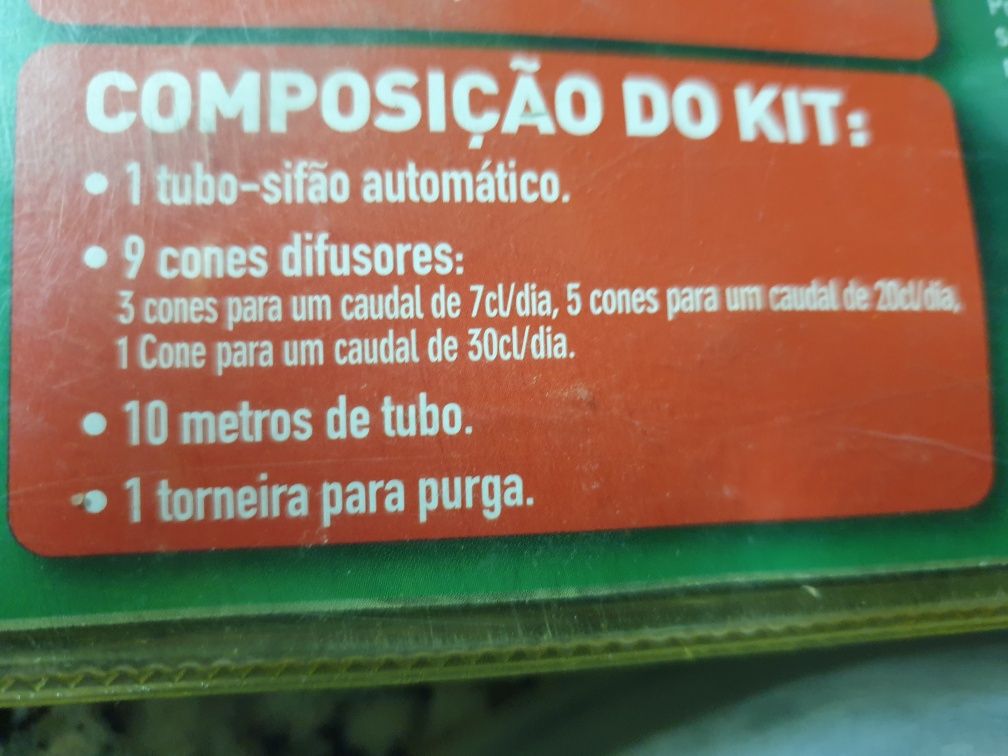 COMPOSIÇÃO DO KIT:
• 1 tubo-sifão automático.
• 9 cones difusores:
3 cones para um caudal de 7cl/dia, 5 cones para um caudal de 20cl/dia,
1 Cone para um caudal de 30cl/dia.
• 10 metros de tubo.
• 1 torneira para purga.